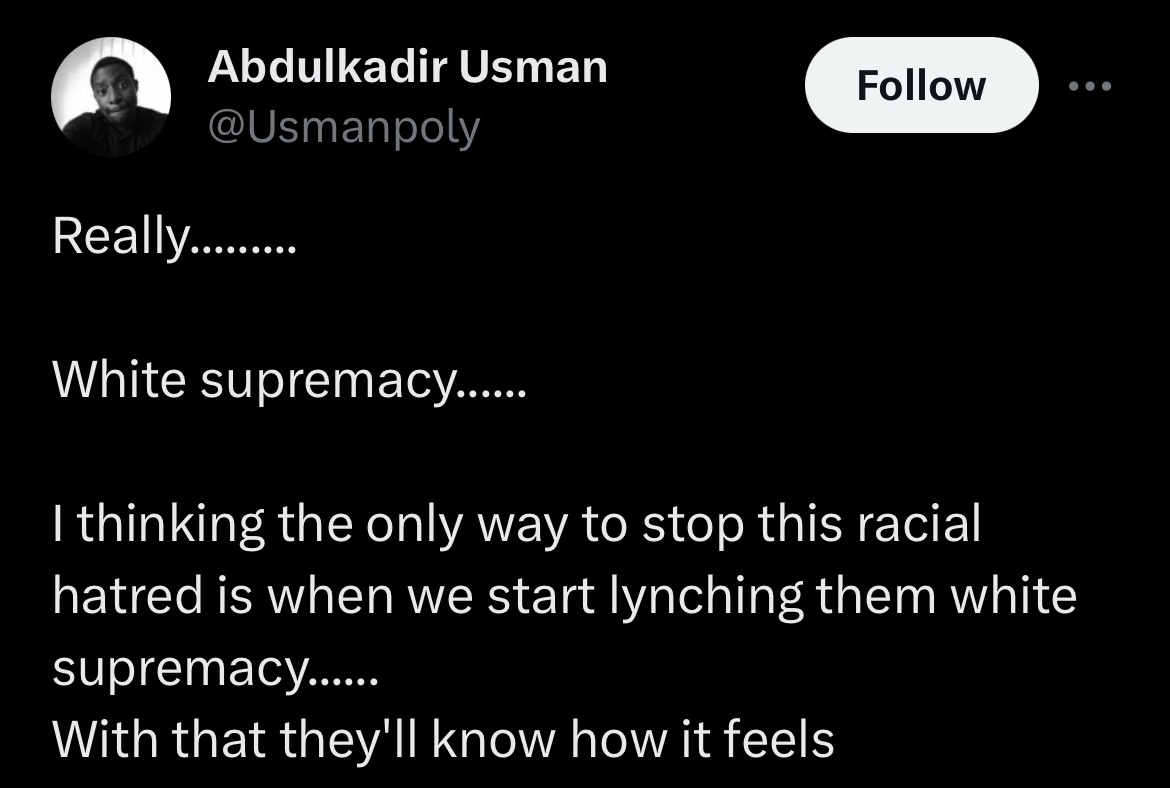 Abdulkadir Usman
Follow
@Usmanpoly
Really.........
White supremacy......
I thinking the only way to stop this racial
hatred is when we start lynching them white
supremacy......
With that they'll know how it feels